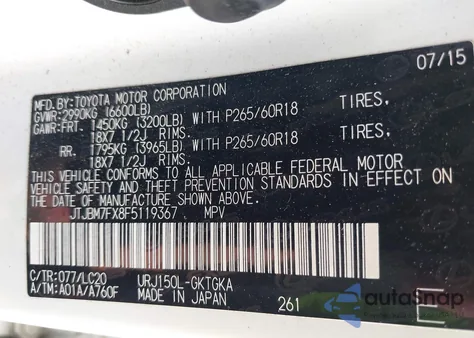 07/15
MFD.BY:TOYOTA MOTOR CORPORATION
GVWR:2990KG (6600LB)
GAWR:FRT. 1450KG (3200LB) WITH P265/60R18 TIRES,
18X7 1/2J RIMS.
RR. 1795KG (3965LB) WITH P265/60R18 TIRES,
18X7 1/2J RIMS.
THIS VEHICLE CONFORMS TO ALL APPLICABLE FEDERAL MOTOR
VEHICLE SAFETY AND THEFT PREVENTION STANDARDS IN EFFECT ON
THE DATE OF MANUFACTURE SHOWN ABOVE.
JTJBM7FX8F5119367 MPV
C/TR:077/LC20 URJ150L-GKTGKA
A/TM:A01A/A760F MADE IN JAPAN 261
autoSnap